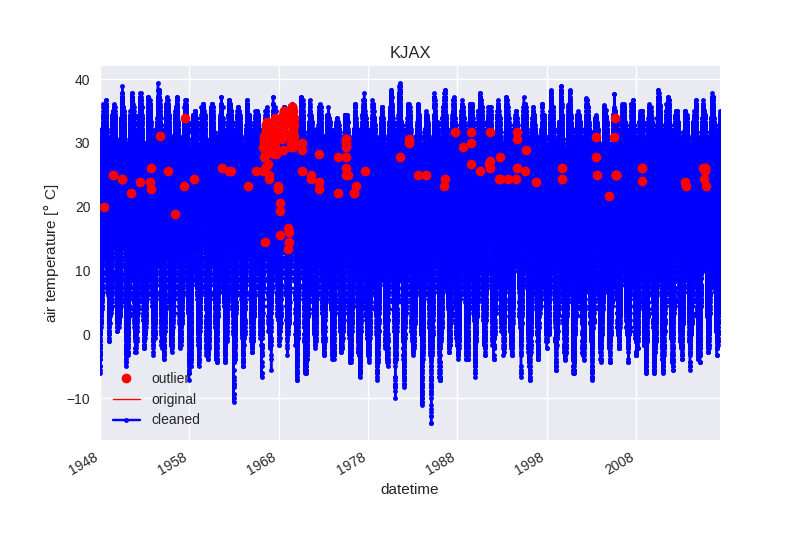 KJAX
40
30
20
10
0
−10
air temperature [° C]
outlier
original
cleaned
1948
1958
1968
1978
1988
1998
2008
datetime